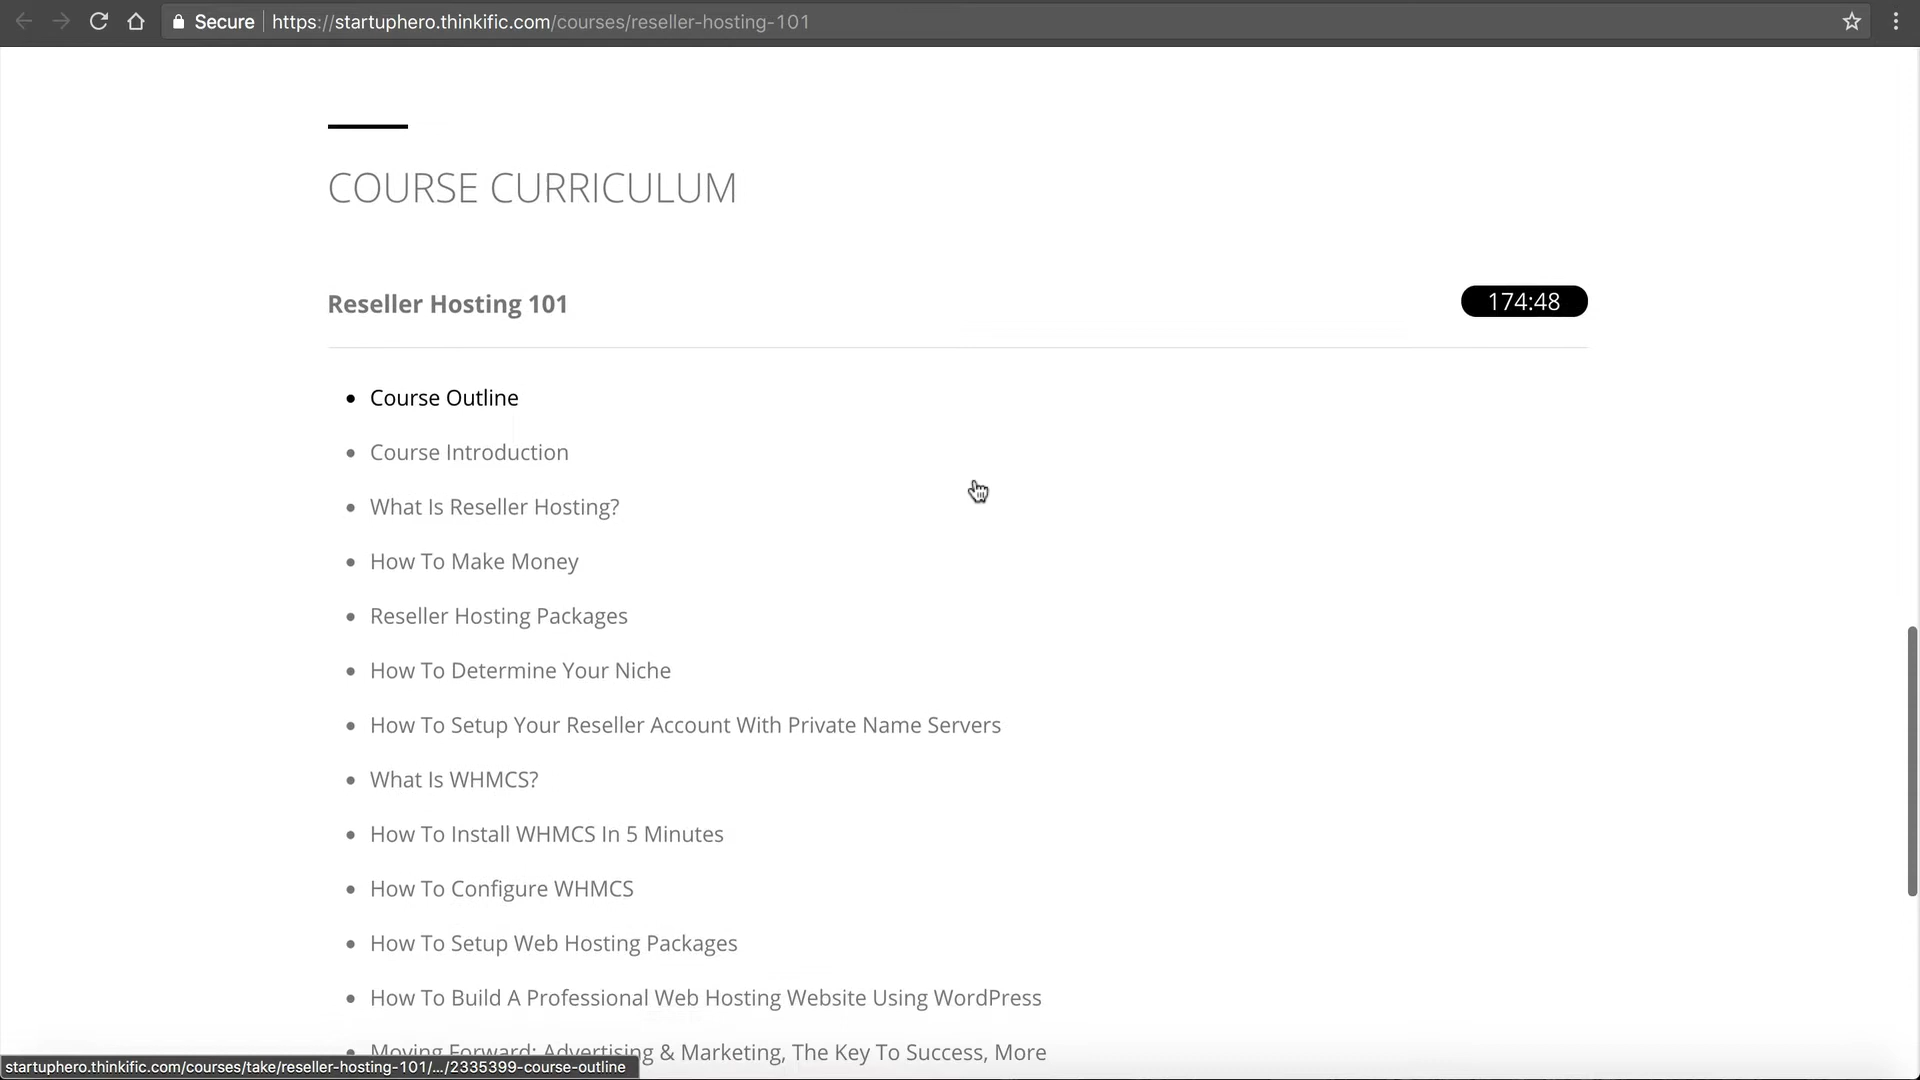 Secure https://startuphero.thinkific.com/courses/reseller-hosting-101
COURSE CURRICULUM
Reseller Hosting 101
174:48
Course Outline
Course Introduction
What Is Reseller Hosting?
How To Make Money
Reseller Hosting Packages
How To Determine Your Niche
How To Setup Your Reseller Account With Private Name Servers
What Is WHMCS?
How To Install WHMCS In 5 Minutes
How To Configure WHMCS
How To Setup Web Hosting Packages
How To Build A Professional Web Hosting Website Using WordPress
Moving Forward: Advertising & Marketing, The Key To Success, More
startuphero.thinkific.com/courses/take/reseller-hosting-101/.../2335399-course-outline